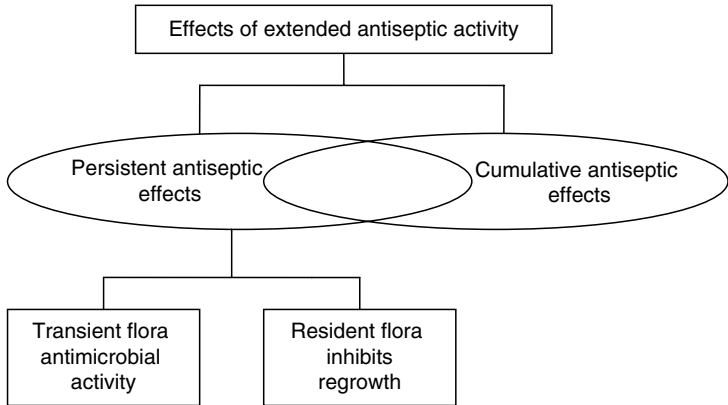 Effects of extended antiseptic activity
Persistent antiseptic
effects
Cumulative antiseptic
effects
Transient flora
antimicrobial
activity
Resident flora
inhibits
regrowth